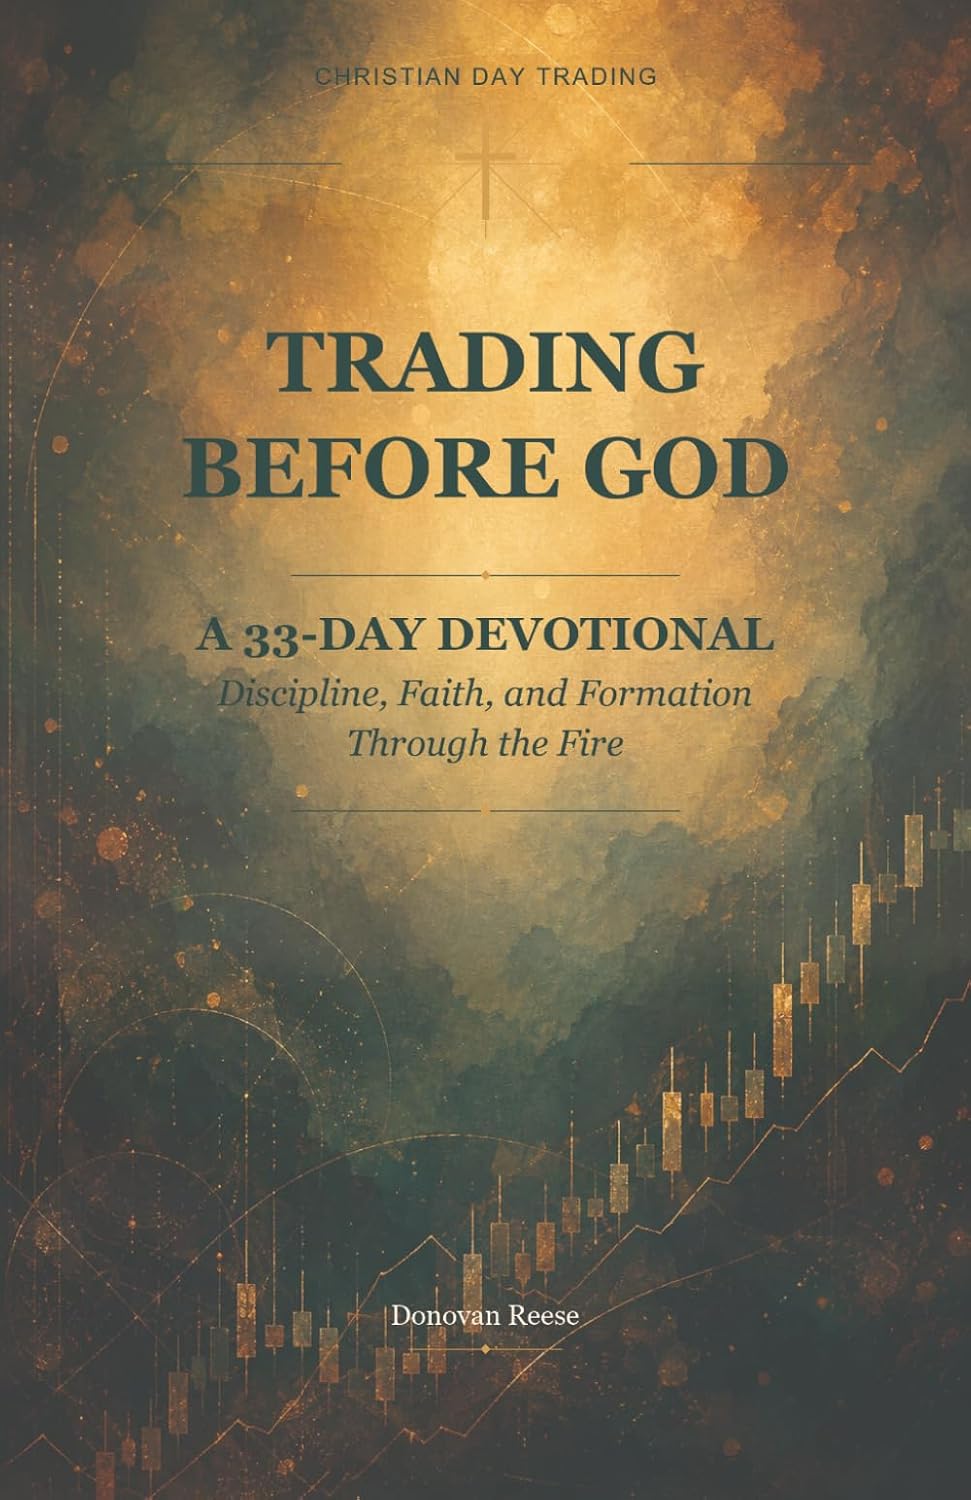 CHRISTIAN DAY TRADING
TRADING
BEFORE GOD
A 33-DAY DEVOTIONAL
Discipline, Faith, and Formation
Through the Fire
Donovan Reese